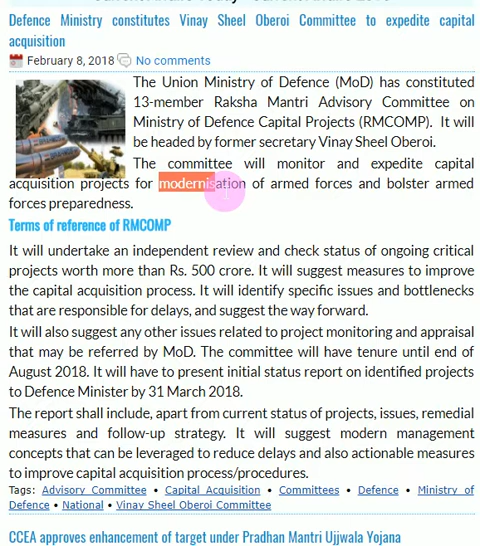 Defence Ministry constitutes Vinay Sheel Oberoi Committee to expedite capital
acquisition
February 8, 2018 No comments
The Union Ministry of Defence (MoD) has constituted
13-member Raksha Mantri Advisory Committee on
Ministry of Defence Capital Projects (RMCOMP). It will
be headed by former secretary Vinay Sheel Oberoi.
The committee will monitor and expedite capital
acquisition projects for modernisation of armed forces and bolster armed
forces preparedness.
Terms of reference of RMCOMP
It will undertake an independent review and check status of ongoing critical
projects worth more than Rs. 500 crore. It will suggest measures to improve
the capital acquisition process. It will identify specific issues and bottlenecks
that are responsible for delays, and suggest the way forward.
It will also suggest any other issues related to project monitoring and appraisal
that may be referred by MoD. The committee will have tenure until end of
August 2018. It will have to present initial status report on identified projects
to Defence Minister by 31 March 2018.
The report shall include, apart from current status of projects, issues, remedial
measures and follow-up strategy. It will suggest modern management
concepts that can be leveraged to reduce delays and also actionable measures
to improve capital acquisition process/procedures.
Tags: Advisory Committee • Capital Acquisition • Committees • Defence • Ministry of
Defence • National • Vinay Sheel Oberoi Committee
CCEA approves enhancement of target under Pradhan Mantri Ujjwala Yojana